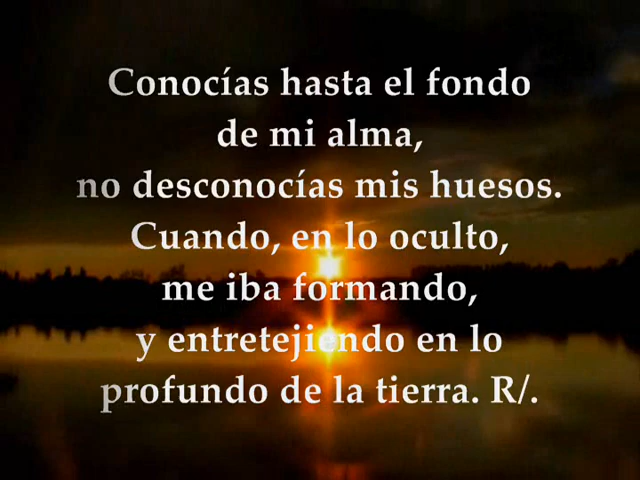 Conocías hasta el fondo
de mi alma,
no desconocías mis huesos.
Cuando, en lo oculto,
me iba formando,
y entretejiendo en lo
profundo de la tierra. R/.